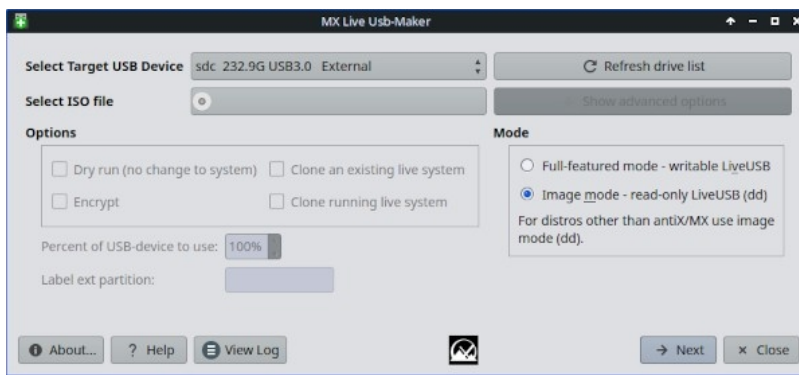 MX Live Usb-Maker
Select Target USB Device sdc 232.9G USB3.0 External Refresh drive list
Select ISO file Show advanced options
Options Mode
Dry run (no change to system) Clone an existing live system
Encrypt Clone running live system
Percent of USB-device to use: 100%
Label ext partition:
Full-featured mode - writable LiveUSB
Image mode - read-only LiveUSB (dd)
For distros other than antiX/MX use image
mode (dd).
About... ? Help View Log Next Close